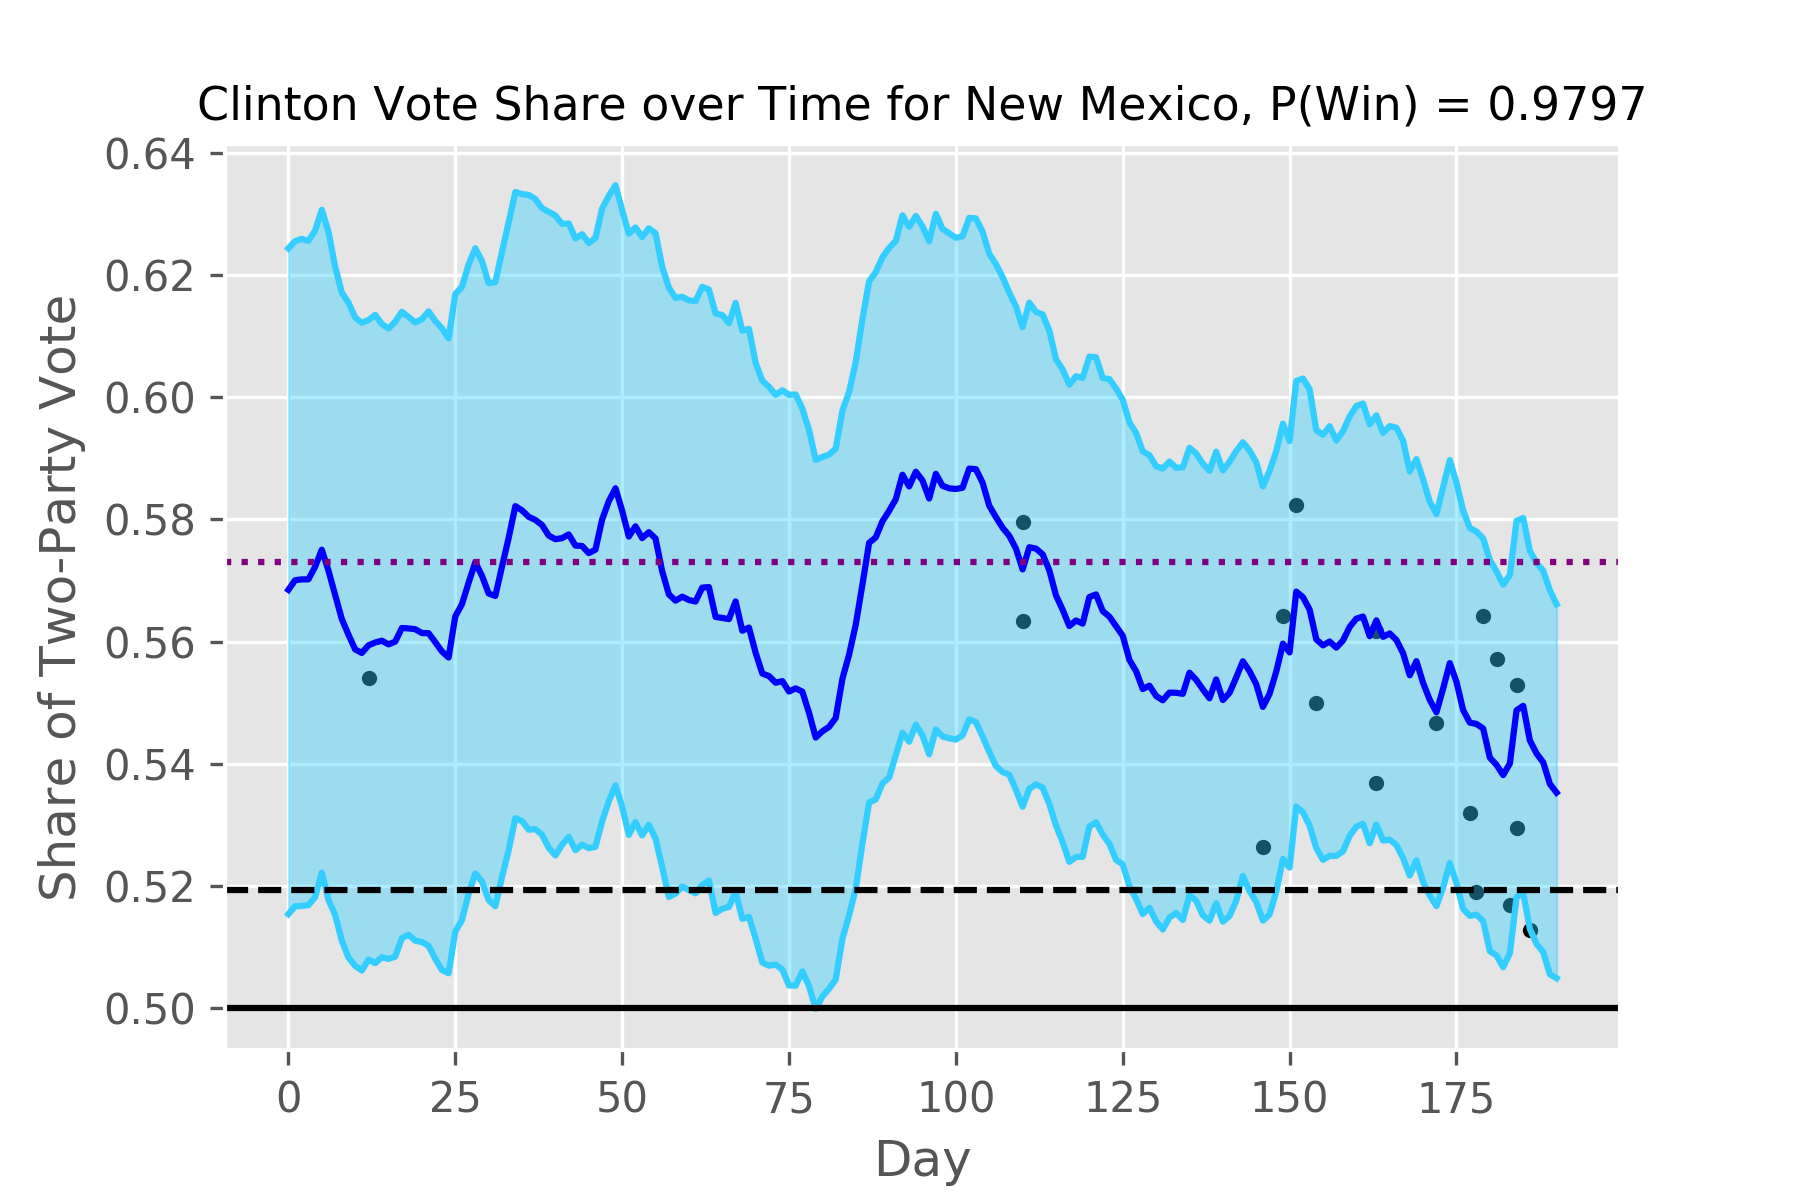 Clinton Vote Share over Time for New Mexico, P(Win) = 0.9797
Share of Two-Party Vote
0.64
0.62
0.60
0.58
0.56
0.54
0.52
0.50
0 25 50 75 100 125 150 175
Day